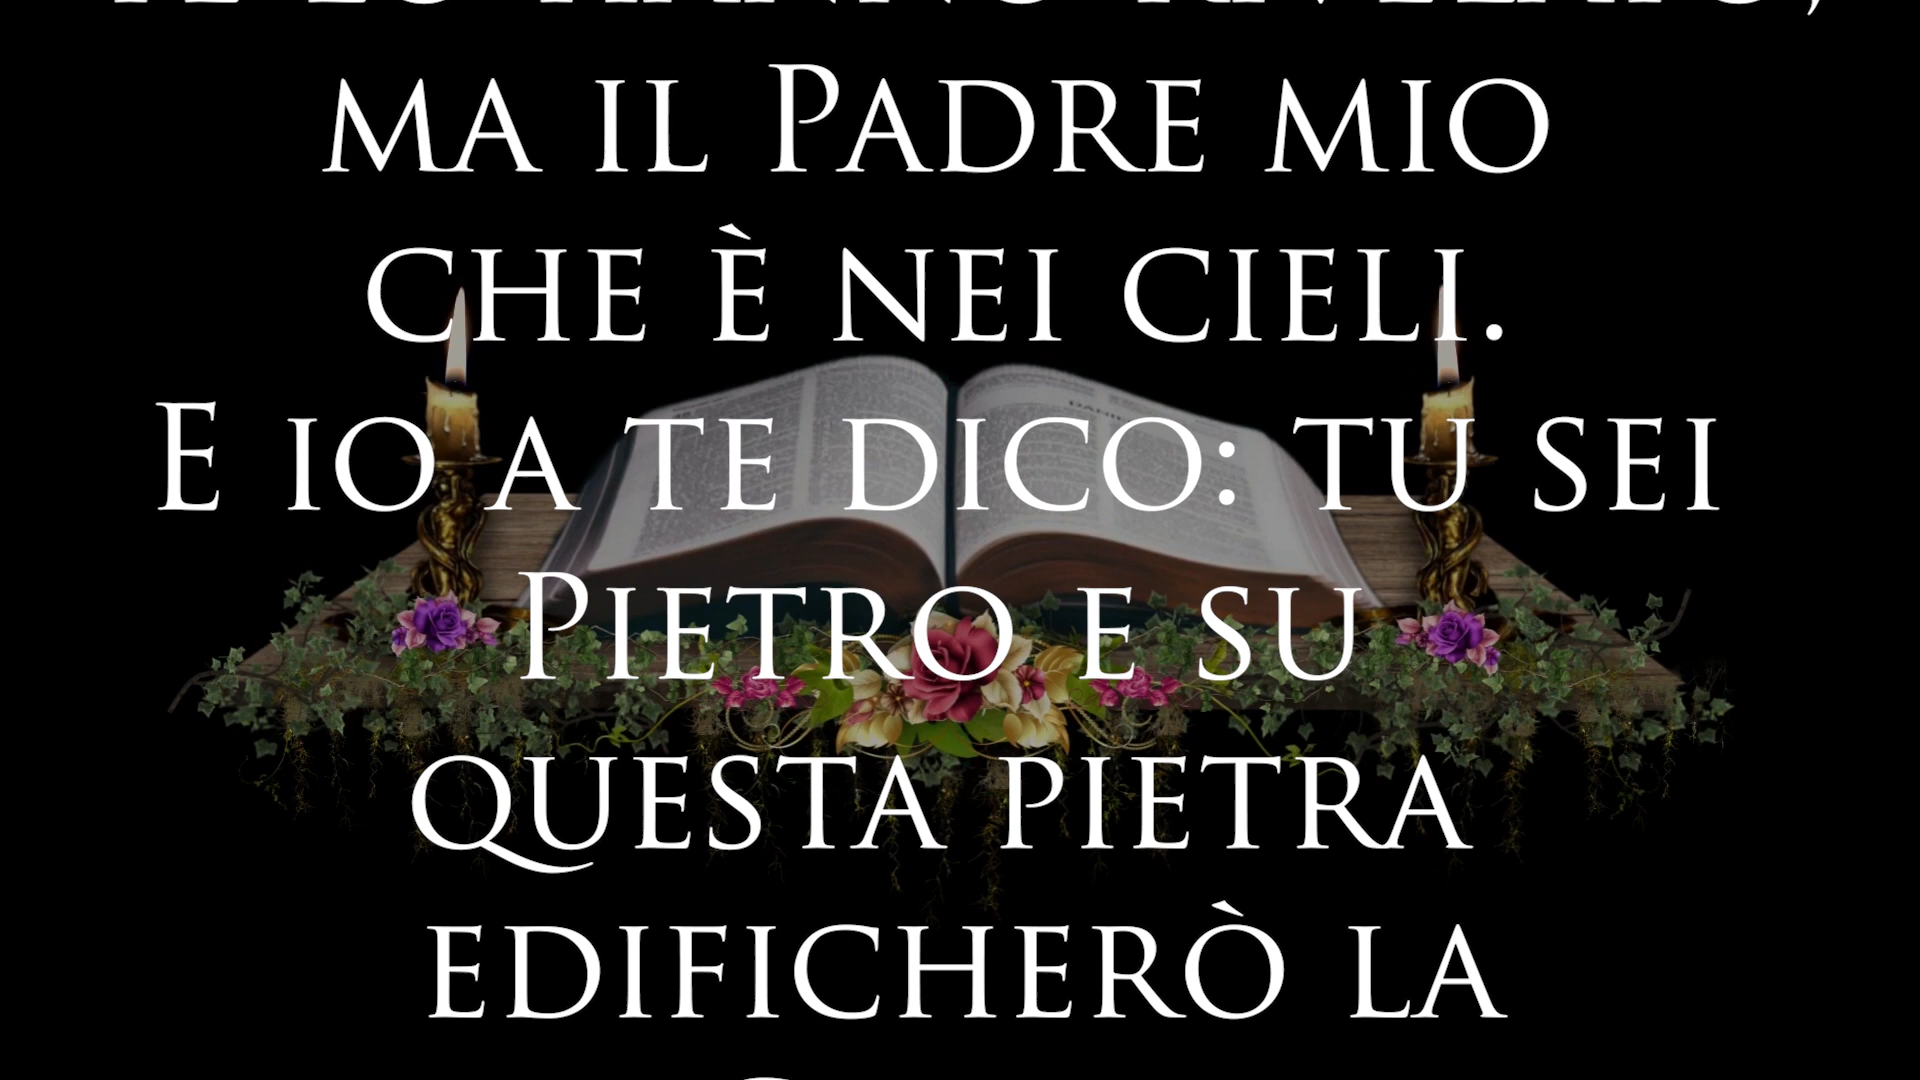 ma il Padre mio
che è nei cieli.
E io a te dico: tu sei
Pietro e su
questa pietra
edificherò la